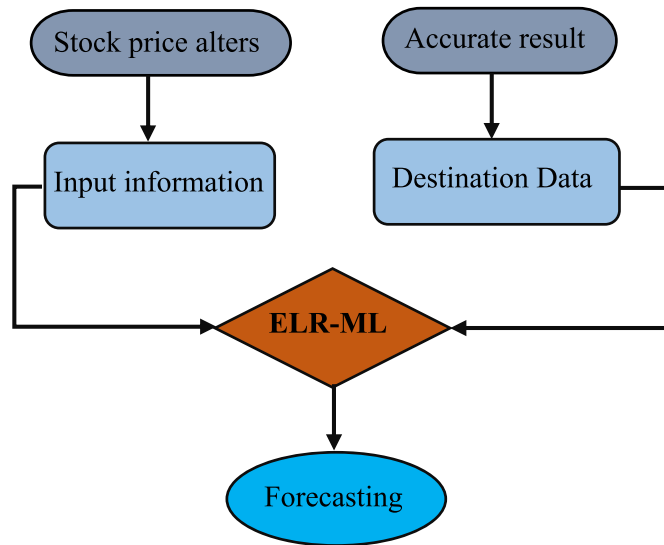 Stock price alters
Accurate result
Input information
Destination Data
ELR-ML
Forecasting